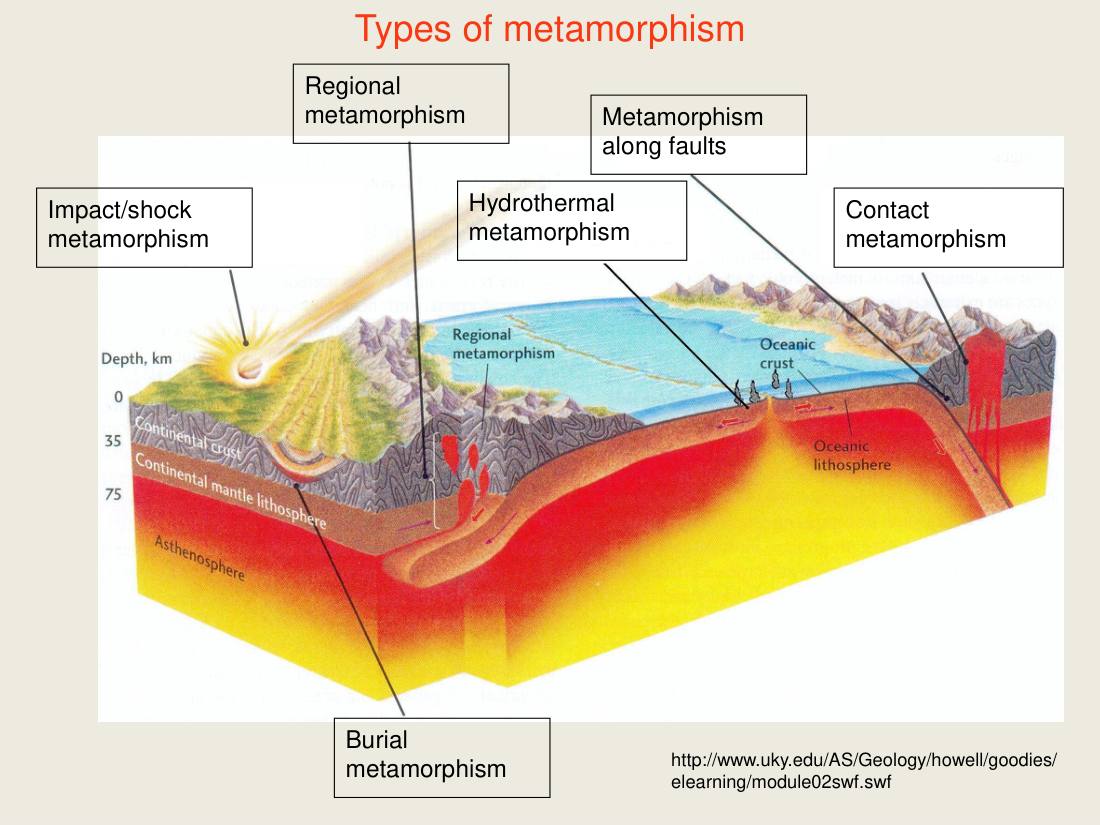 Types of metamorphism
Regional
metamorphism
Metamorphism
along faults
Impact/shock
metamorphism
Hydrothermal
metamorphism
Contact
metamorphism
Regional
metamorphism
Oceanic
crust
Depth, km
0
35
75
Continental crust
Continental mantle lithosphere
Asthenosphere
Oceanic
lithosphere
Burial
metamorphism
http://www.uky.edu/AS/Geology/howell/goodies/
elearning/module02swf.swf